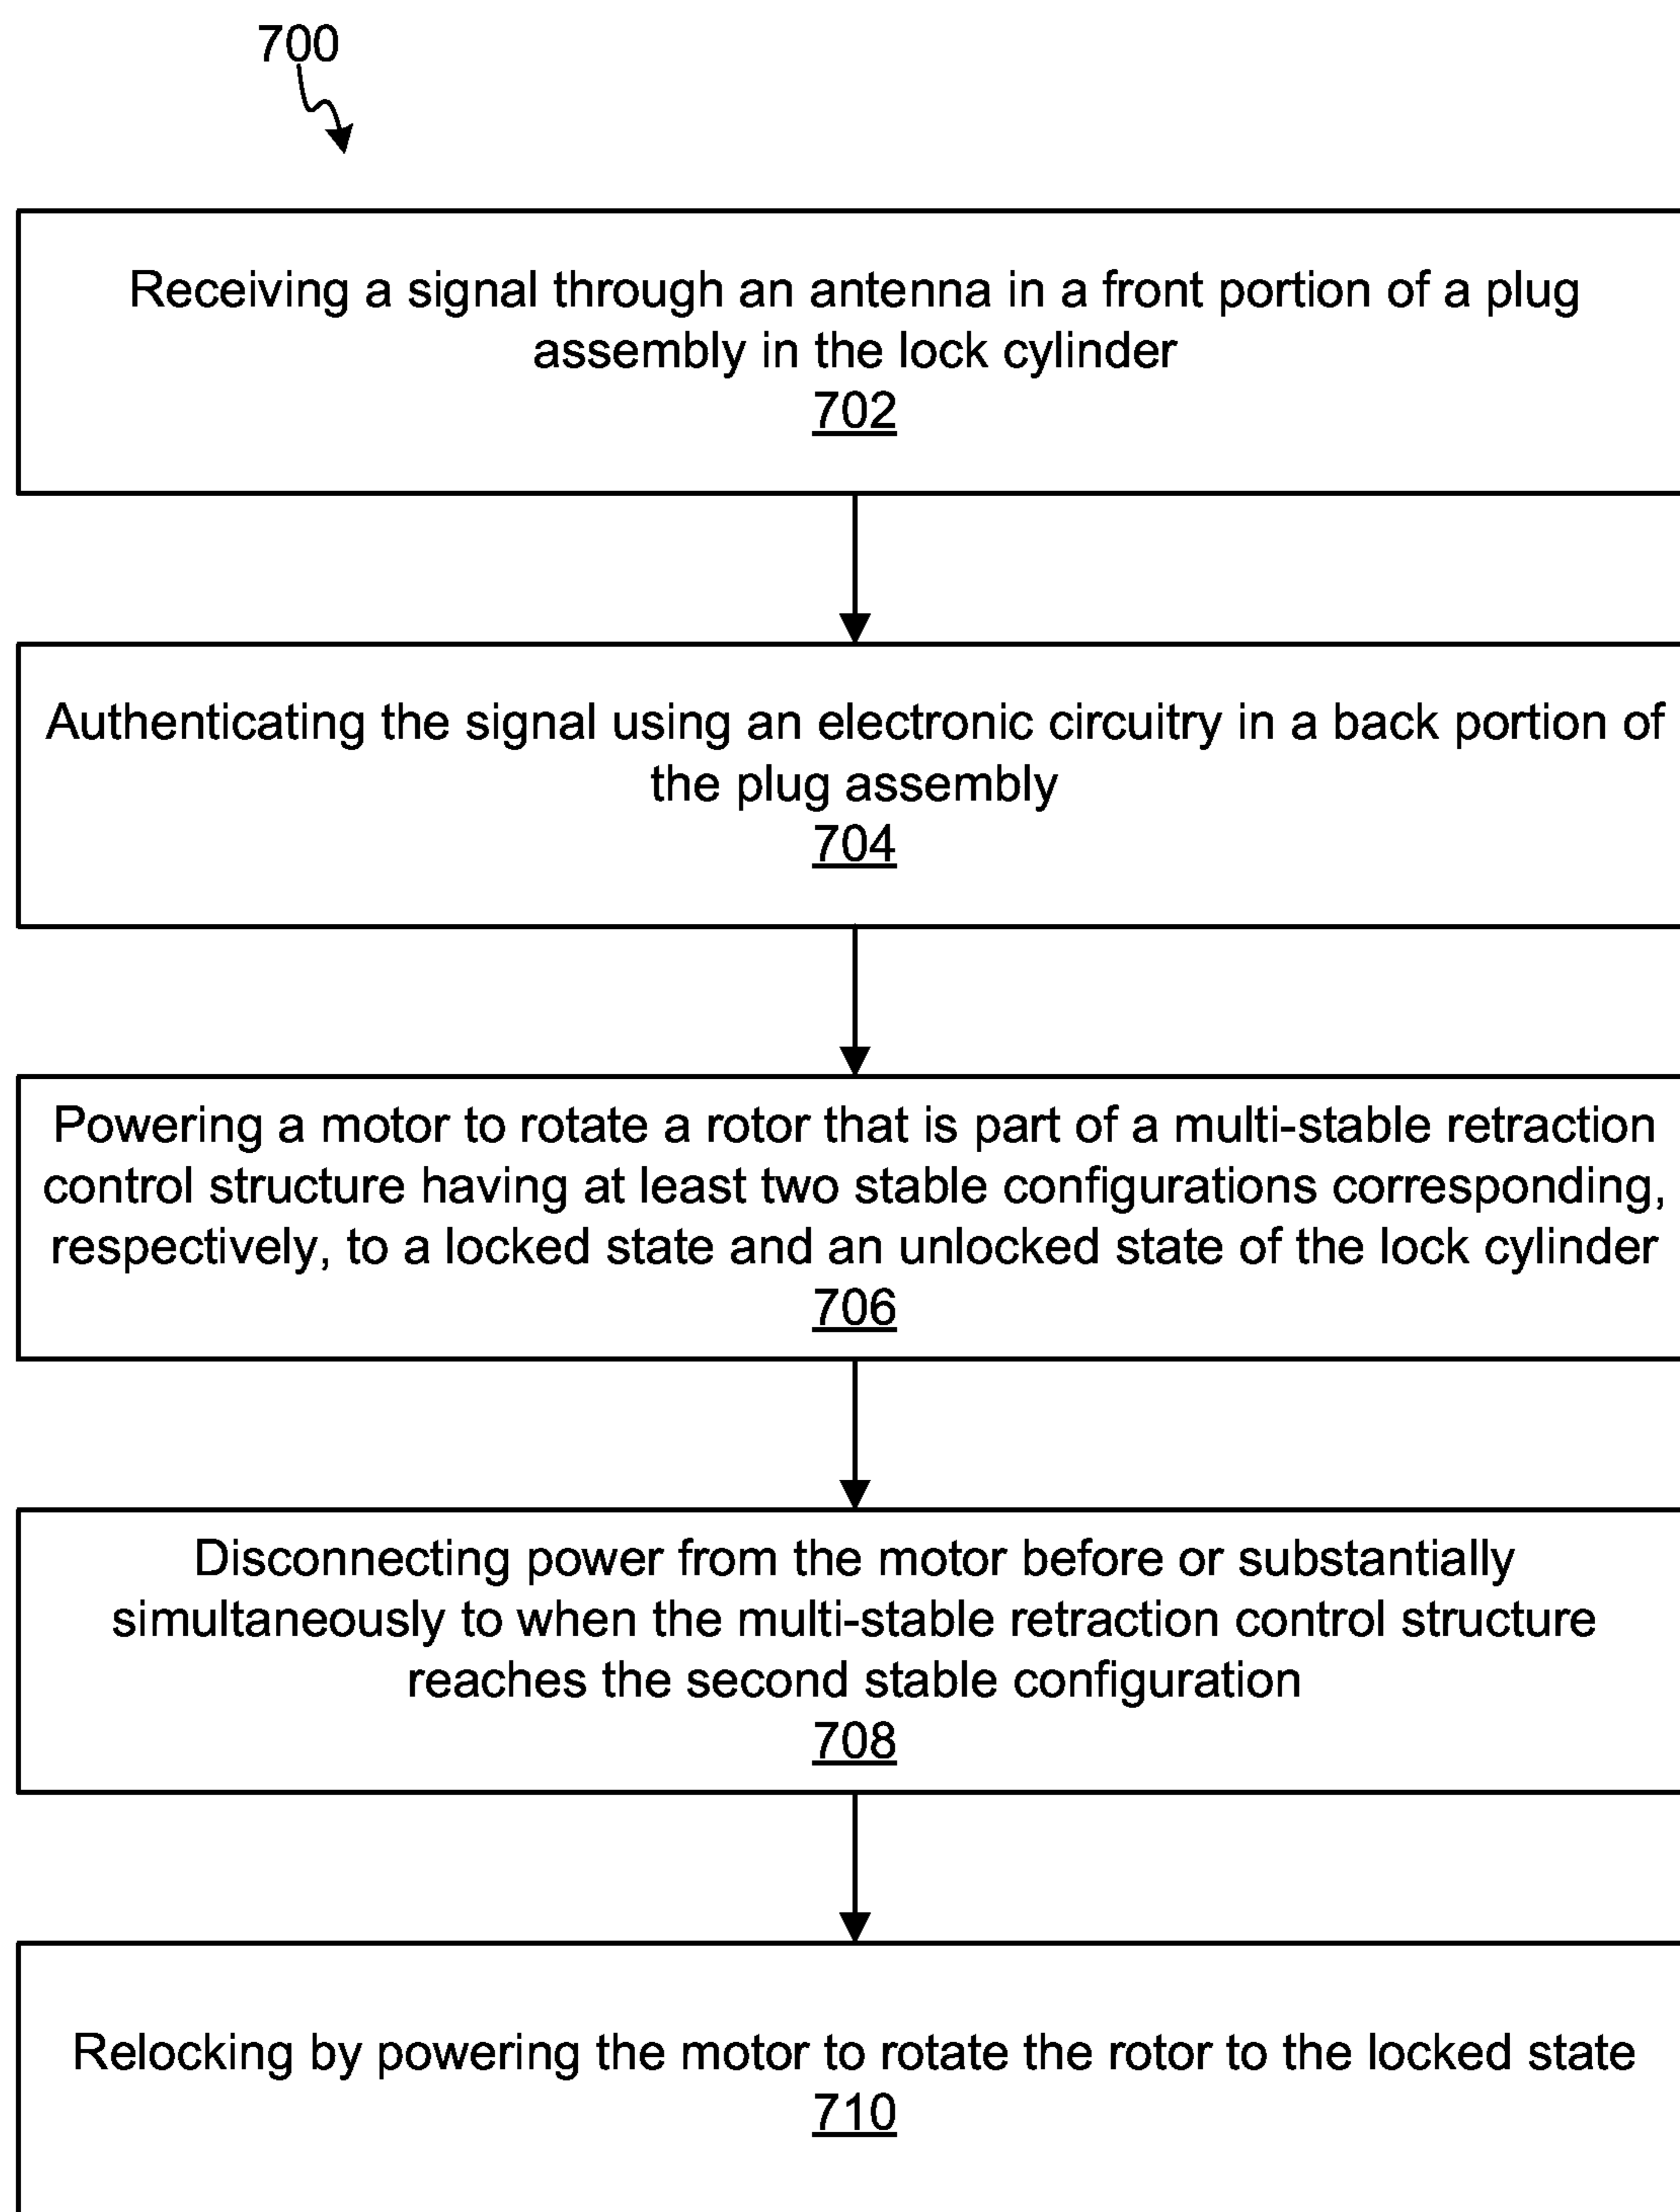 700
Receiving a signal through an antenna in a front portion of a plug
assembly in the lock cylinder
702
Authenticating the signal using an electronic circuitry in a back portion of
the plug assembly
704
Powering a motor to rotate a rotor that is part of a multi-stable retraction
control structure having at least two stable configurations corresponding,
respectively, to a locked state and an unlocked state of the lock cylinder
706
Disconnecting power from the motor before or substantially
simultaneously to when the multi-stable retraction control structure
reaches the second stable configuration
708
Relocking by powering the motor to rotate the rotor to the locked state
710